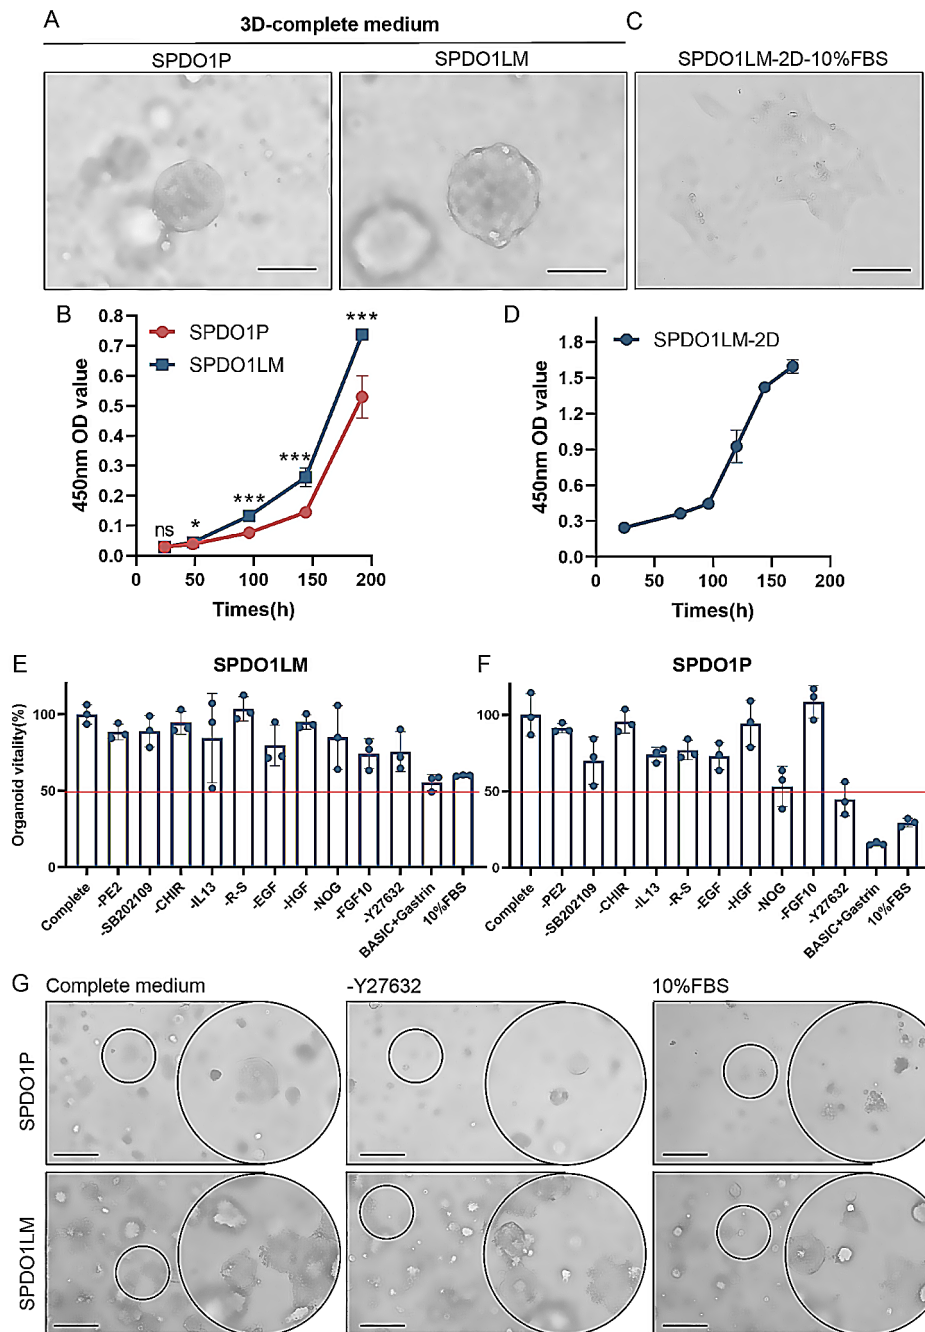 A
3D-complete medium
C
SPDO1P
SPDO1LM
SPDO1LM-2D-10%FBS
B
SPDO1P
SPDO1LM
450nm OD value
0.8
0.7
0.6
0.5
0.4
0.3
0.2
0.1
0.0
ns
*
***
***
***
0
50
100
150
200
Times(h)
D
SPDO1LM-2D
450nm OD value
1.8
1.5
1.2
0.9
0.6
0.3
0.0
0
50
100
150
200
Times(h)
E
SPDO1LM
Organoid vitality(%)
100
50
0
Complete
-PE2
-SB202109
-CHIR
-IL13
-R-S
-EGF
-HGF
-NOG
-FGF10
-Y27632
BASIC+Gastrin
10%FBS
F
SPDO1P
100
50
0
Complete
-PE2
-SB202109
-CHIR
-IL13
-R-S
-EGF
-HGF
-NOG
-FGF10
-Y27632
BASIC+Gastrin
10%FBS
G
Complete medium
-Y27632
10%FBS
SPDO1P
SPDO1LM